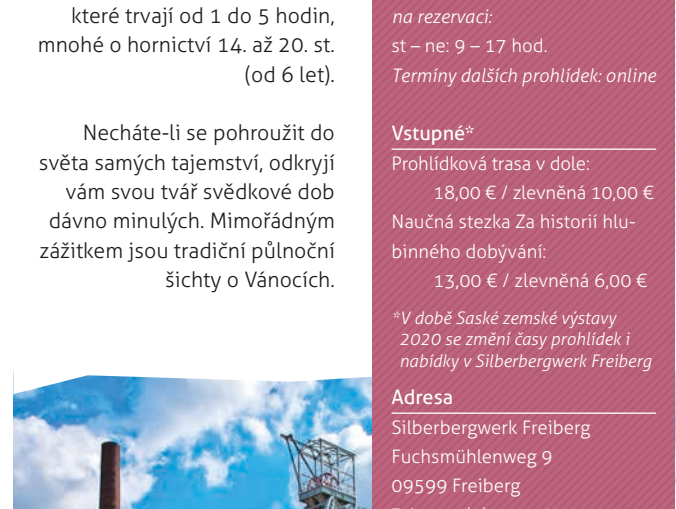 které trvají od 1 do 5 hodin,
mnohé o hornictví 14. až 20. st.
(od 6 let).
Necháte-li se pohroužit do
světa samých tajemství, odkryjí
vám svou tvář svědkové dob
dávno minulých. Mimořádným
zážitkem jsou tradiční půlnoční
šichty o Vánocích.
na rezervaci:
st – ne: 9 – 17 hod.
Termíny dalších prohlídek: online
Vstupné*
Prohlídková trasa v dole:
18,00 € / zlevněná 10,00 €
Naučná stezka Za historií hlu-
binného dobývání:
13,00 € / zlevněná 6,00 €
*V době Saské zemské výstavy
2020 se změní časy prohlídek i
nabídky v Silberbergwerk Freiberg
Adresa
Silberbergwerk Freiberg
Fuchsmühlenweg 9
09599 Freiberg